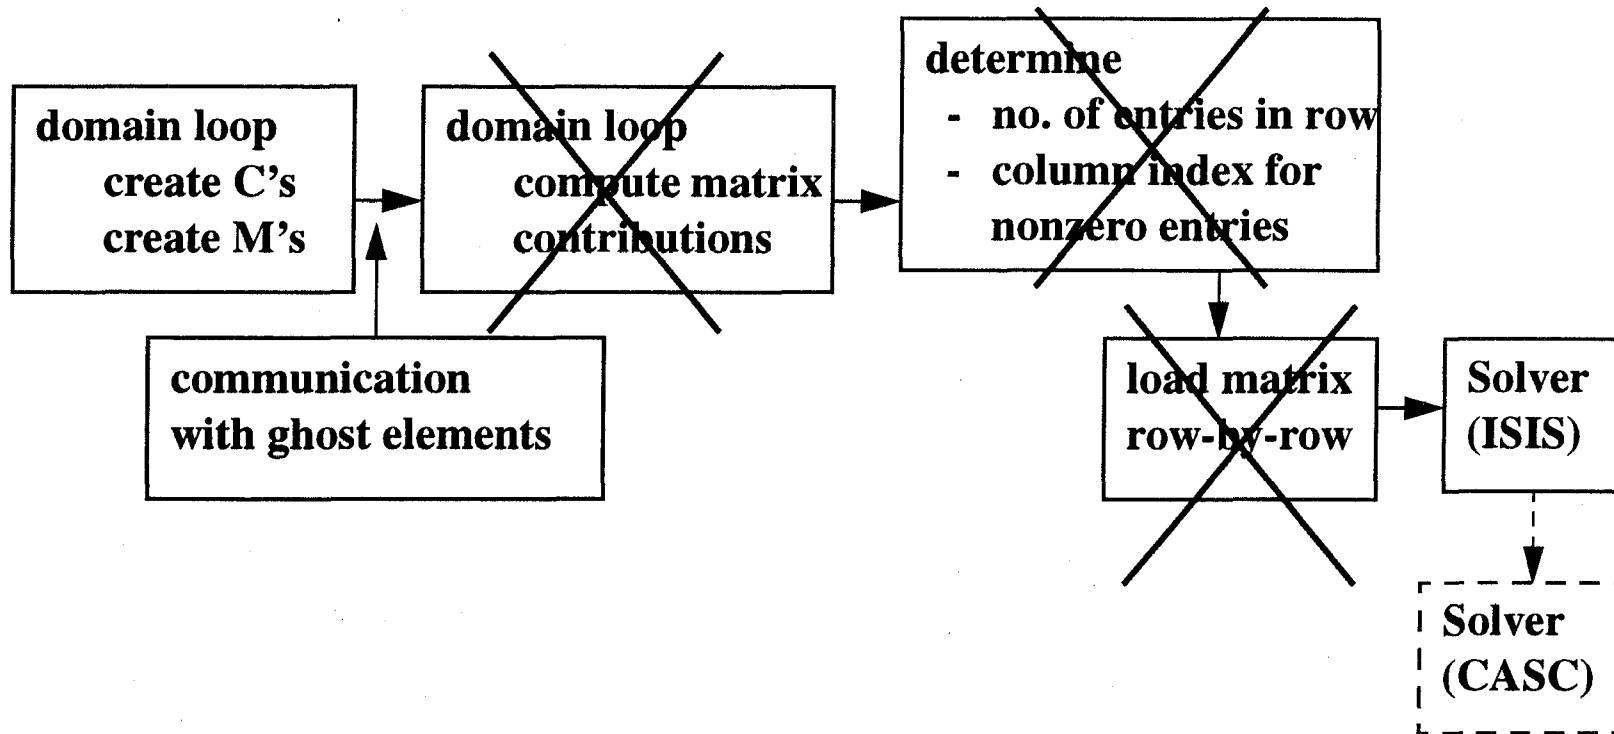 domain loop
create C's
create M's
communication
with ghost elements
domain loop
compute matrix
contributions
determine
- no. of entries in row
- column index for
nonzero entries
load matrix
row-by-row
Solver
(ISIS)
Solver
(CASC)